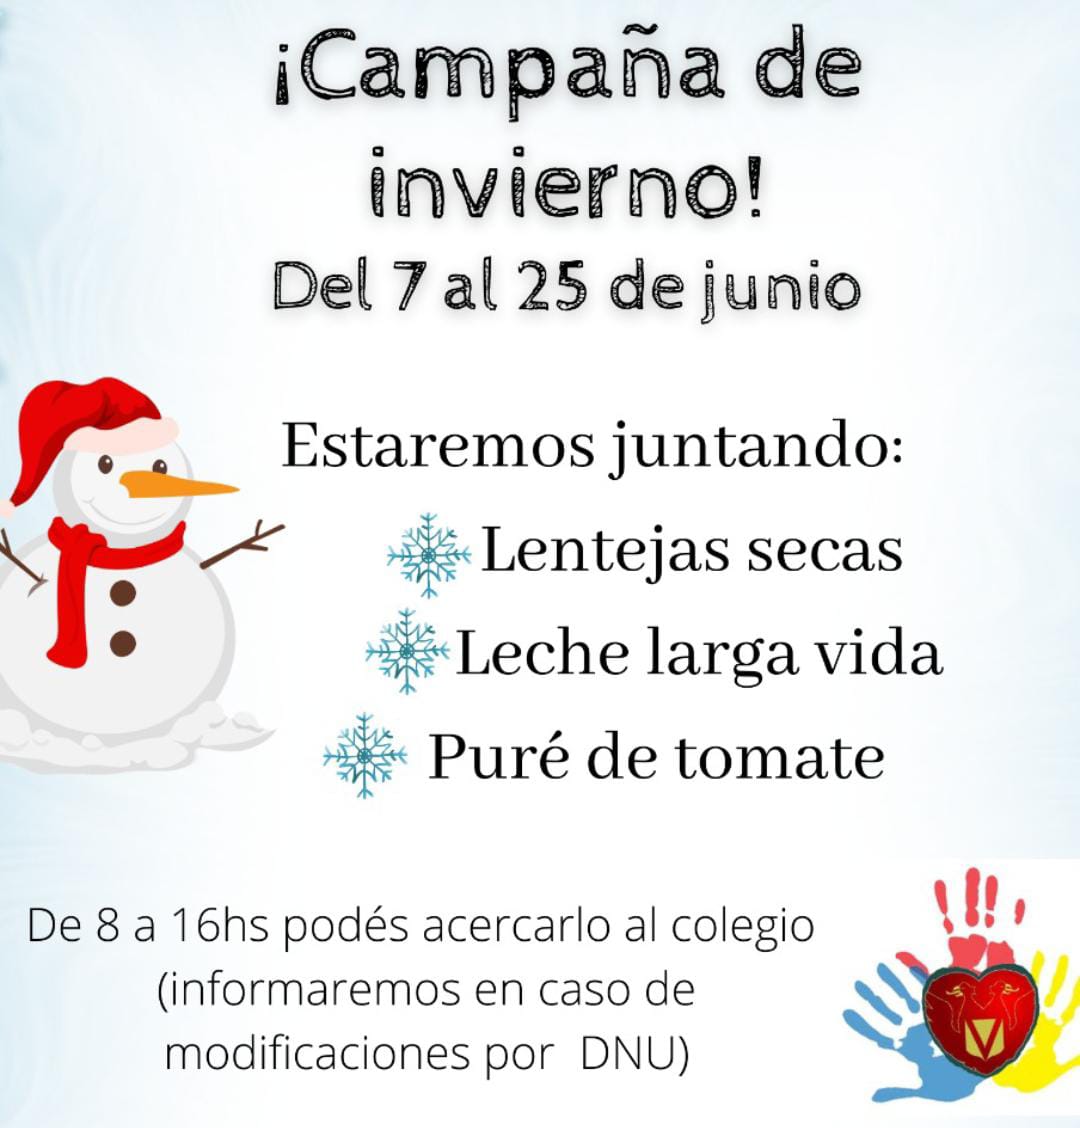 ¡Campaña de
invierno!
Del 7 al 25 de junio
Estaremos juntando:
Lentejas secas
Leche larga vida
Puré de tomate
De 8 a 16hs podés acercarlo al colegio
(informaremos en caso de
modificaciones por DNU)
V